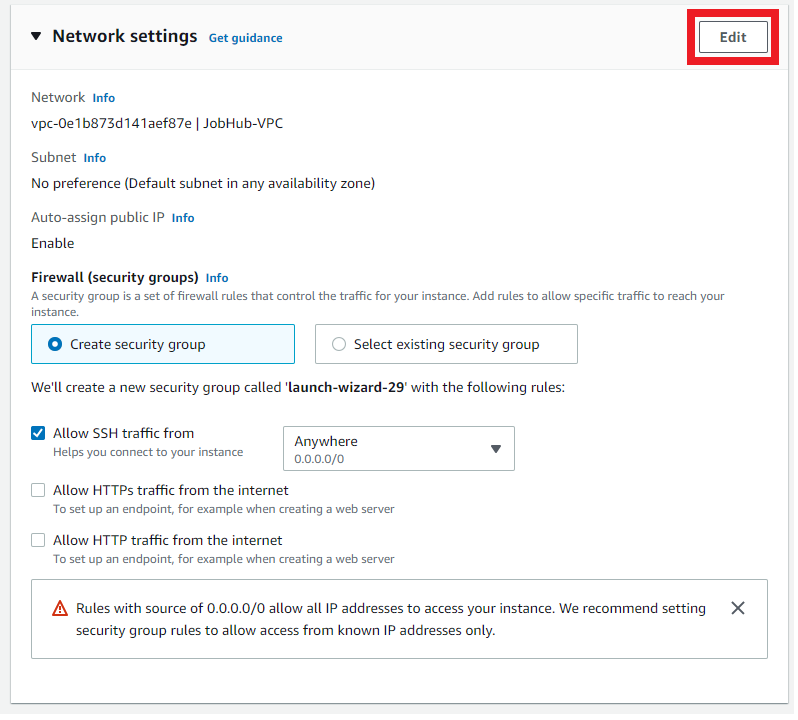 Network settings Get guidance
Edit
Network Info
vpc-0e1b873d141aef87e | JobHub-VPC
Subnet Info
No preference (Default subnet in any availability zone)
Auto-assign public IP Info
Enable
Firewall (security groups) Info
A security group is a set of firewall rules that control the traffic for your instance. Add rules to allow specific traffic to reach your
instance.
Create security group
Select existing security group
We'll create a new security group called 'launch-wizard-29' with the following rules:
Allow SSH traffic from
Helps you connect to your instance
Anywhere
0.0.0.0/0
Allow HTTPs traffic from the internet
To set up an endpoint, for example when creating a web server
Allow HTTP traffic from the internet
To set up an endpoint, for example when creating a web server
Rules with source of 0.0.0.0/0 allow all IP addresses to access your instance. We recommend setting
security group rules to allow access from known IP addresses only.